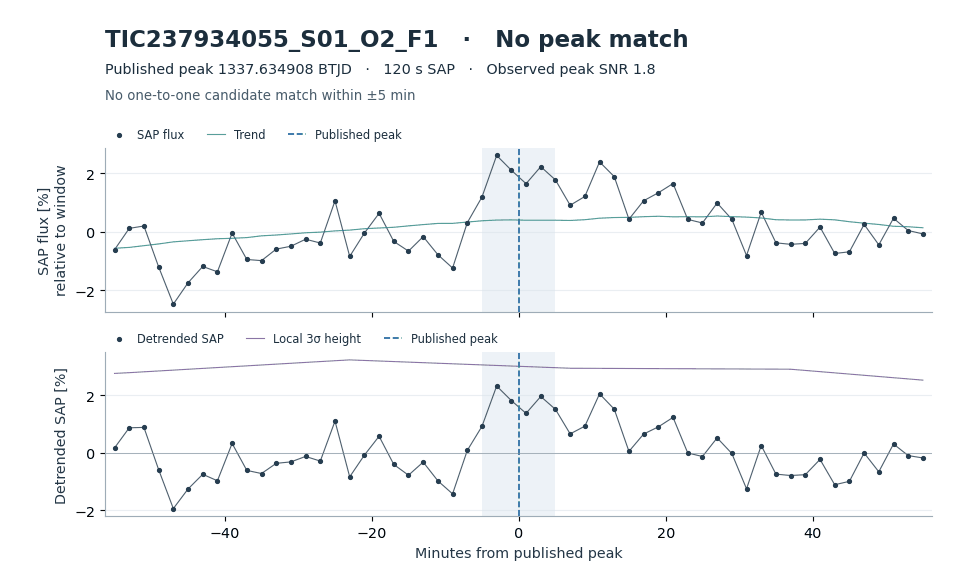 TIC237934055_S01_O2_F1 · No peak match
Published peak 1337.634908 BTJD · 120 s SAP · Observed peak SNR 1.8
No one-to-one candidate match within ±5 min
SAP flux Trend Published peak
SAP flux [%]
relative to window
2
0
−2
Detrended SAP Local 3σ height Published peak
Detrended SAP [%]
2
0
−2
−40 −20 0 20 40
Minutes from published peak